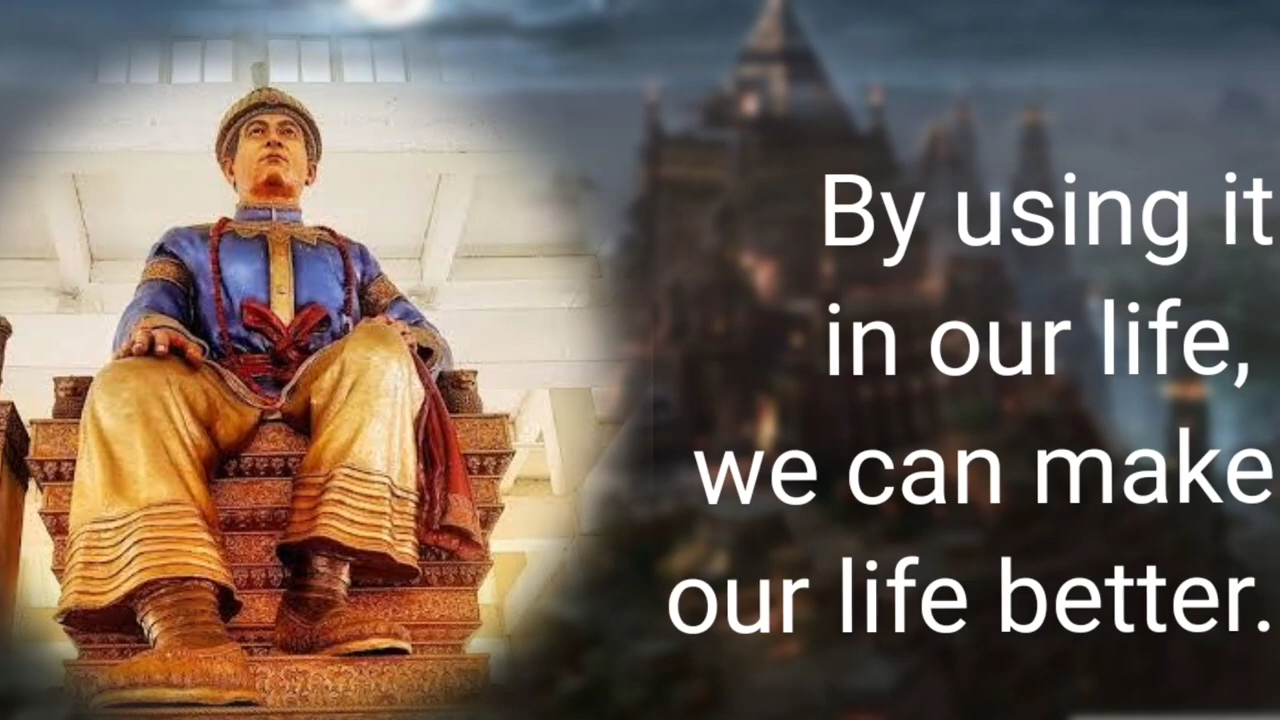 By using it
in our life,
we can make
our life better.